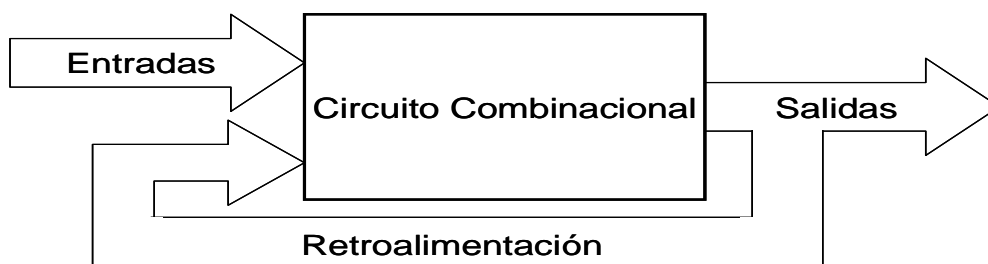 Entradas
Circuito Combinacional
Salidas
Retroalimentación